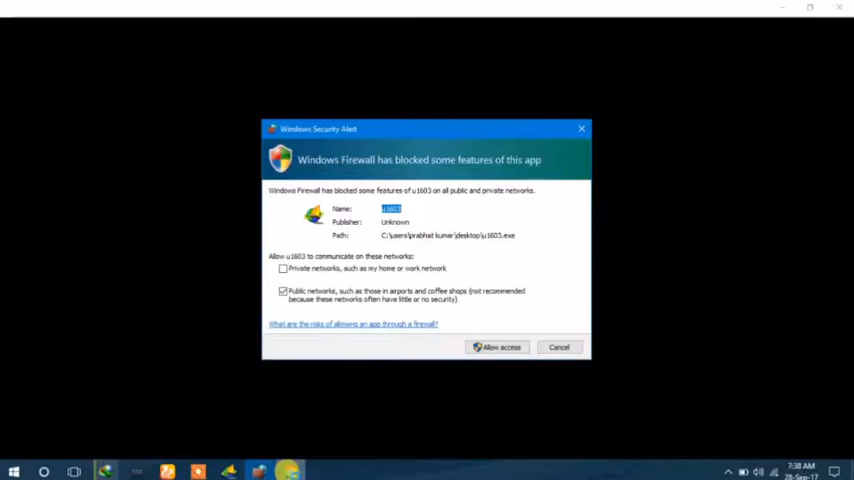 Windows Security Alert
Windows Firewall has blocked some features of this app
Windows Firewall has blocked some features of u1603 on all public and private networks.
Name: u1603
Publisher: Unknown
Path: C:\users\prabhat kumar\desktop\u1603.exe
Allow u1603 to communicate on these networks:
Private networks, such as my home or work network
Public networks, such as those in airports and coffee shops (not recommended
because these networks often have little or no security)
What are the risks of allowing an app through a firewall?
Allow access Cancel
7:38 AM
28-Sep-17